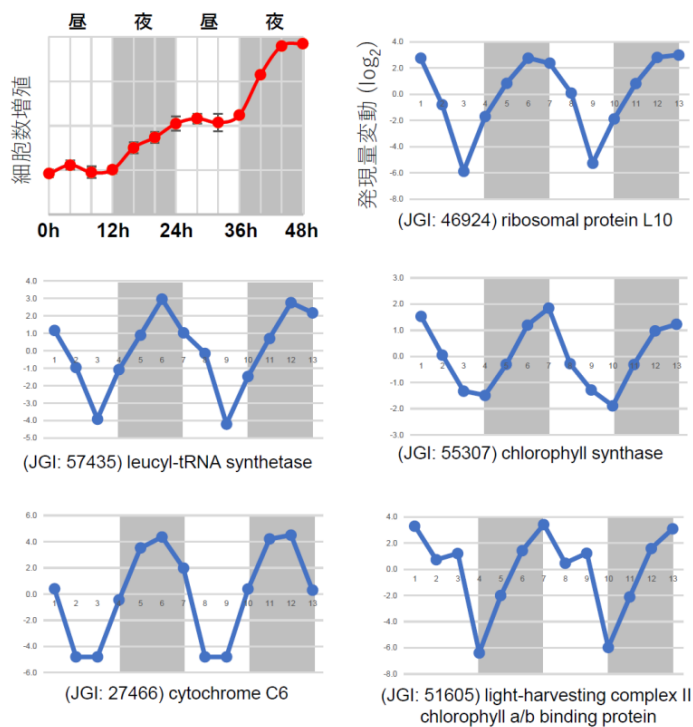 昼 夜 昼 夜
細胞数増殖
0h 12h 24h 36h 48h
発現量変動 (log2)
4.0
2.0
0.0
-2.0
-4.0
-6.0
-8.0
1 2 3 4 5 6 7 8 9 10 11 12 13
(JGI: 46924) ribosomal protein L10
4.0
3.0
2.0
1.0
0.0
-1.0
-2.0
-3.0
-4.0
-5.0
1 2 3 4 5 6 7 8 9 10 11 12 13
(JGI: 57435) leucyl-tRNA synthetase
3.0
2.0
1.0
0.0
-1.0
-2.0
-3.0
1 2 3 4 5 6 7 8 9 10 11 12 13
(JGI: 55307) chlorophyll synthase
6.0
4.0
2.0
0.0
-2.0
-4.0
-6.0
1 2 3 4 5 6 7 8 9 10 11 12 13
(JGI: 27466) cytochrome C6
4.0
2.0
0.0
-2.0
-4.0
-6.0
-8.0
1 2 3 4 5 6 7 8 9 10 11 12 13
(JGI: 51605) light-harvesting complex II
chlorophyll a/b binding protein